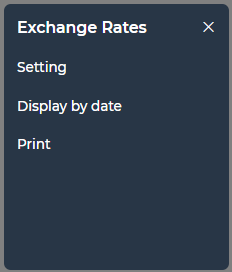 Exchange Rates
Setting
Display by date
Print